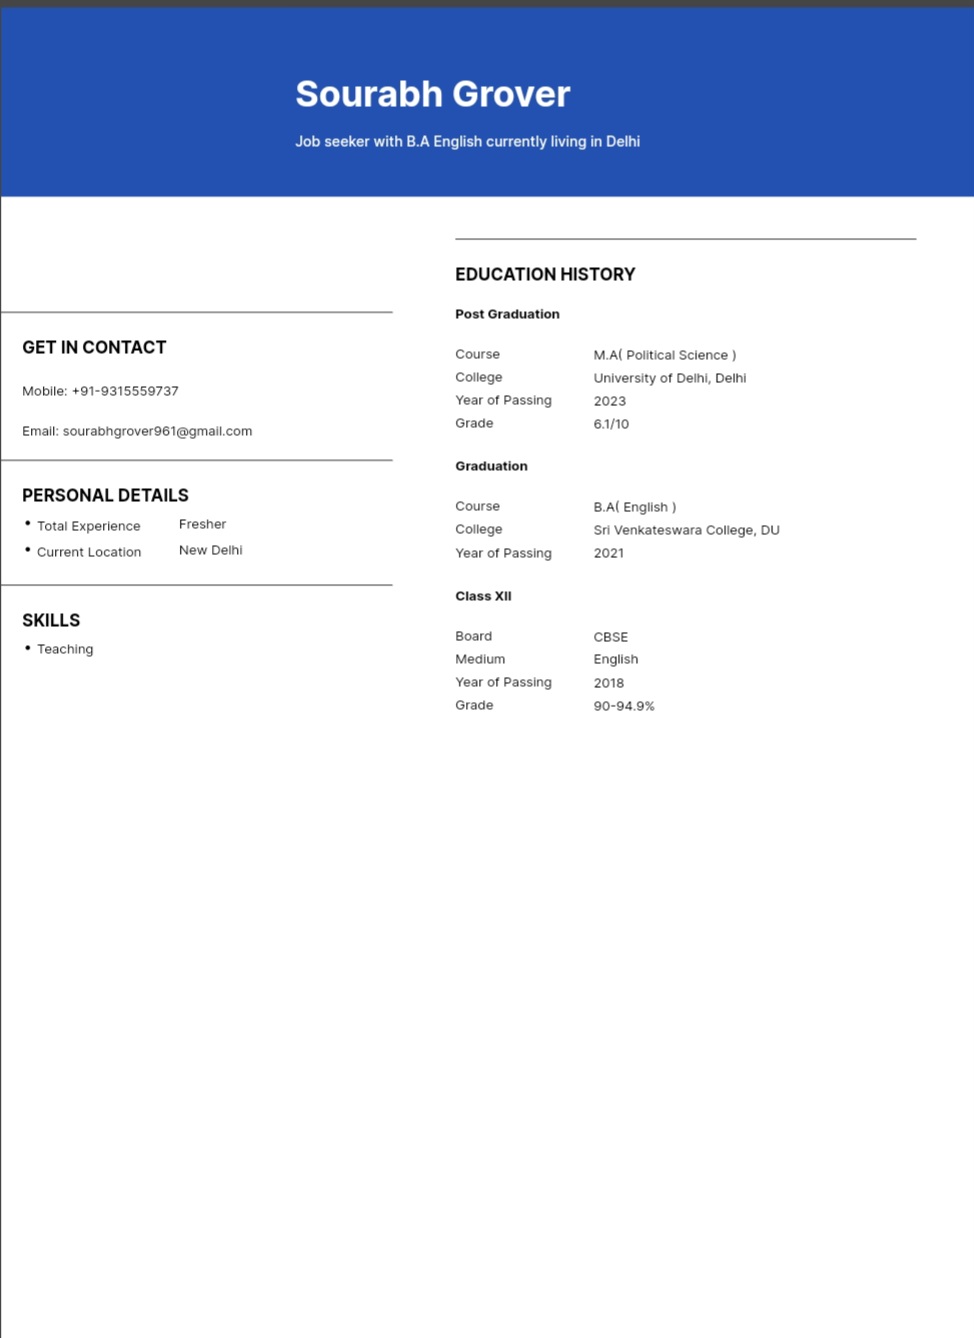 Sourabh Grover
Job seeker with B.A English currently living in Delhi
GET IN CONTACT
Mobile: +91-9315559737
Email: sourabhgrover961@gmail.com
PERSONAL DETAILS
• Total Experience Fresher
• Current Location New Delhi
SKILLS
• Teaching
EDUCATION HISTORY
Post Graduation
Course M.A( Political Science )
College University of Delhi, Delhi
Year of Passing 2023
Grade 6.1/10
Graduation
Course B.A( English )
College Sri Venkateswara College, DU
Year of Passing 2021
Class XII
Board CBSE
Medium English
Year of Passing 2018
Grade 90-94.9%